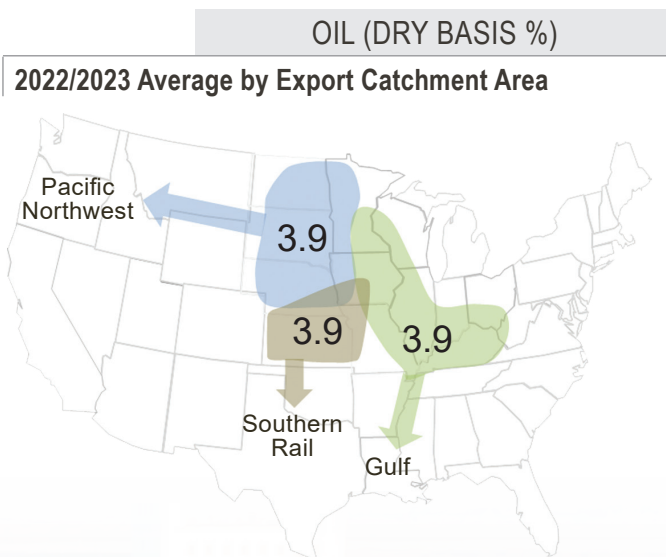 OIL (DRY BASIS %)
2022/2023 Average by Export Catchment Area
Pacific
Northwest
3.9
3.9
3.9
Southern
Rail
Gulf